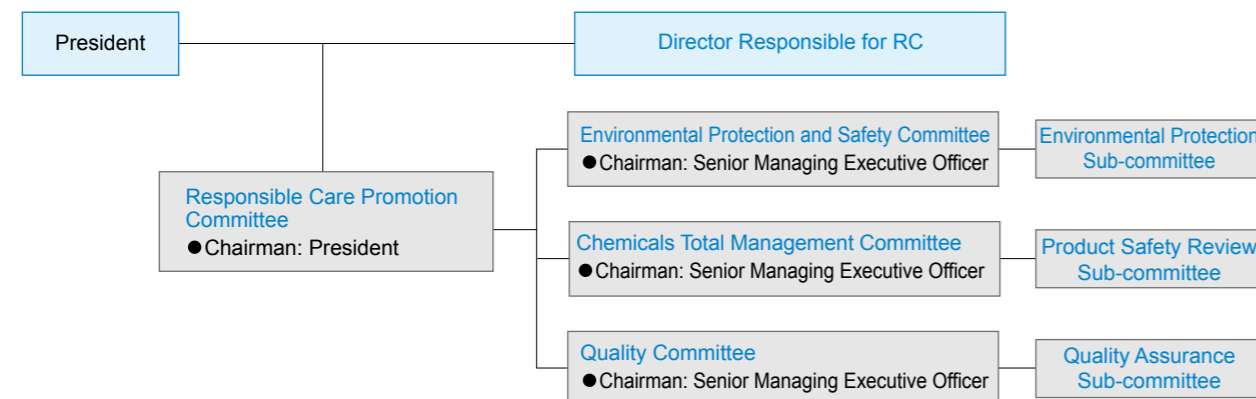 President
Director Responsible for RC
Environmental Protection and Safety Committee
●Chairman: Senior Managing Executive Officer
Environmental Protection
Sub-committee
Responsible Care Promotion
Committee
●Chairman: President
Chemicals Total Management Committee
●Chairman: Senior Managing Executive Officer
Product Safety Review
Sub-committee
Quality Committee
●Chairman: Senior Managing Executive Officer
Quality Assurance
Sub-committee